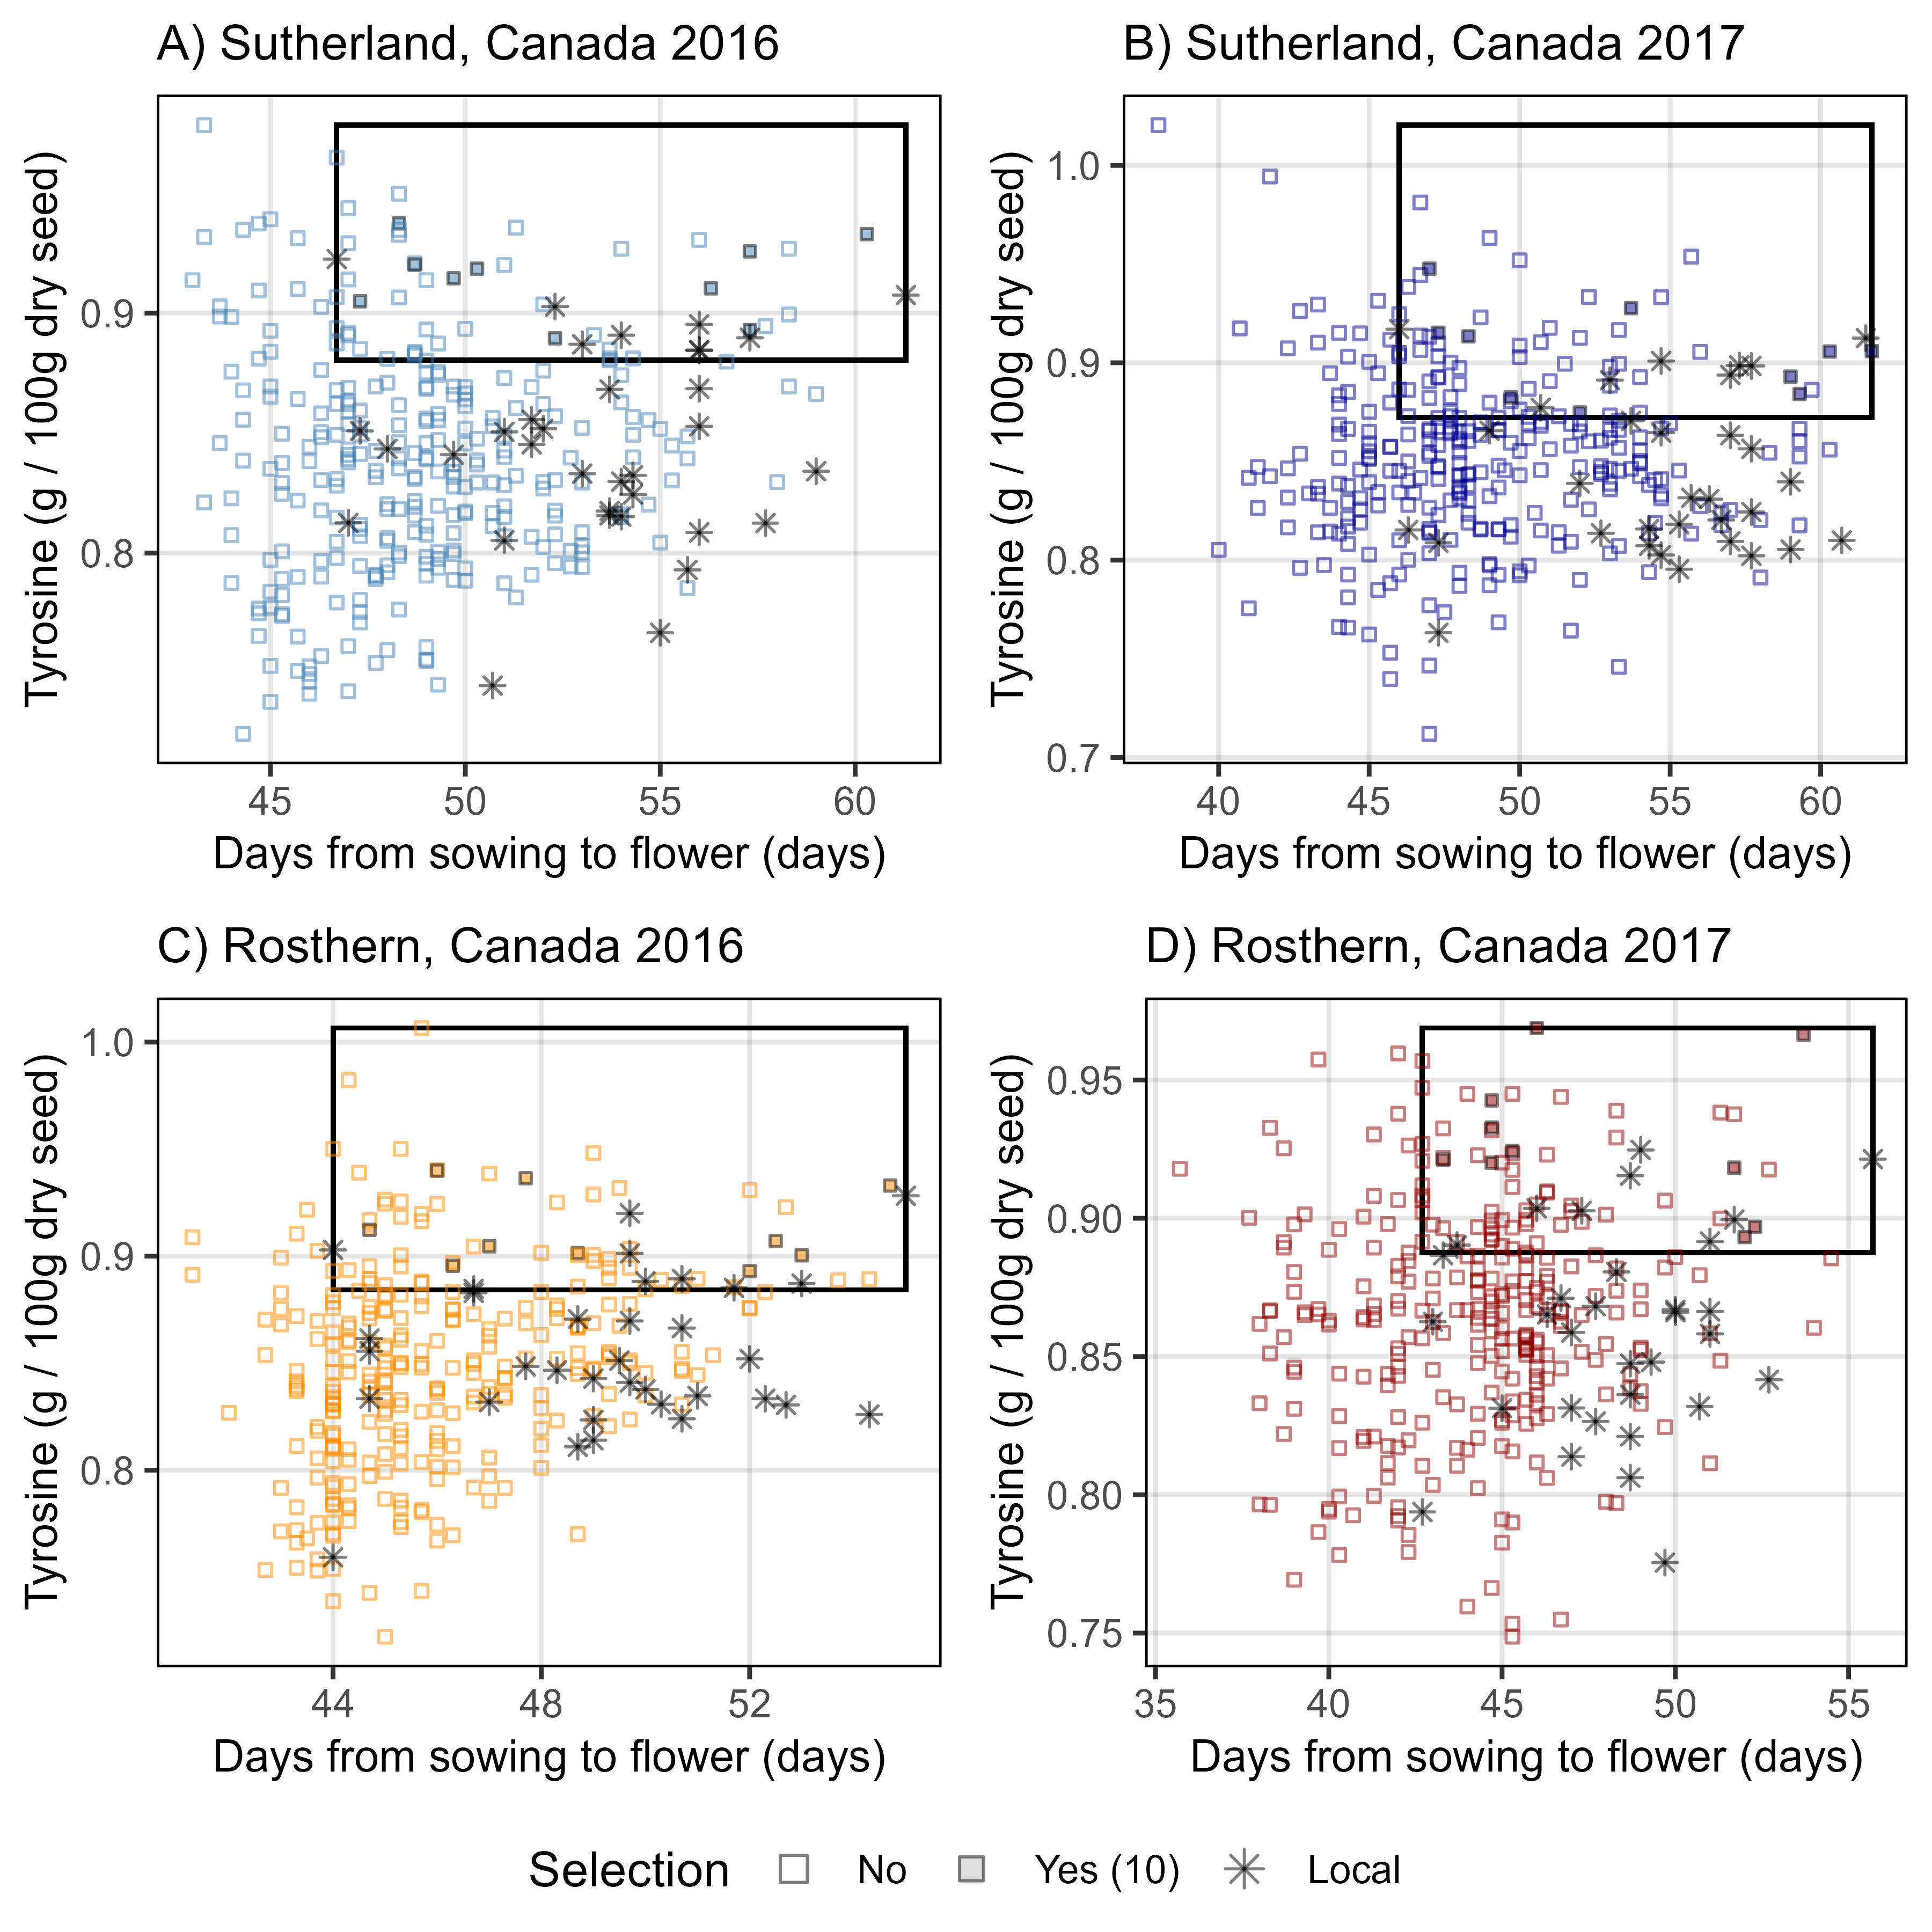 A) Sutherland, Canada 2016
Tyrosine (g / 100g dry seed)
0.9
0.8
45 50 55 60
Days from sowing to flower (days)
B) Sutherland, Canada 2017
Tyrosine (g / 100g dry seed)
1.0
0.9
0.8
0.7
40 45 50 55 60
Days from sowing to flower (days)
C) Rosthern, Canada 2016
Tyrosine (g / 100g dry seed)
1.0
0.9
0.8
44 48 52
Days from sowing to flower (days)
D) Rosthern, Canada 2017
Tyrosine (g / 100g dry seed)
0.95
0.90
0.85
0.80
0.75
35 40 45 50 55
Days from sowing to flower (days)
Selection No Yes (10) Local